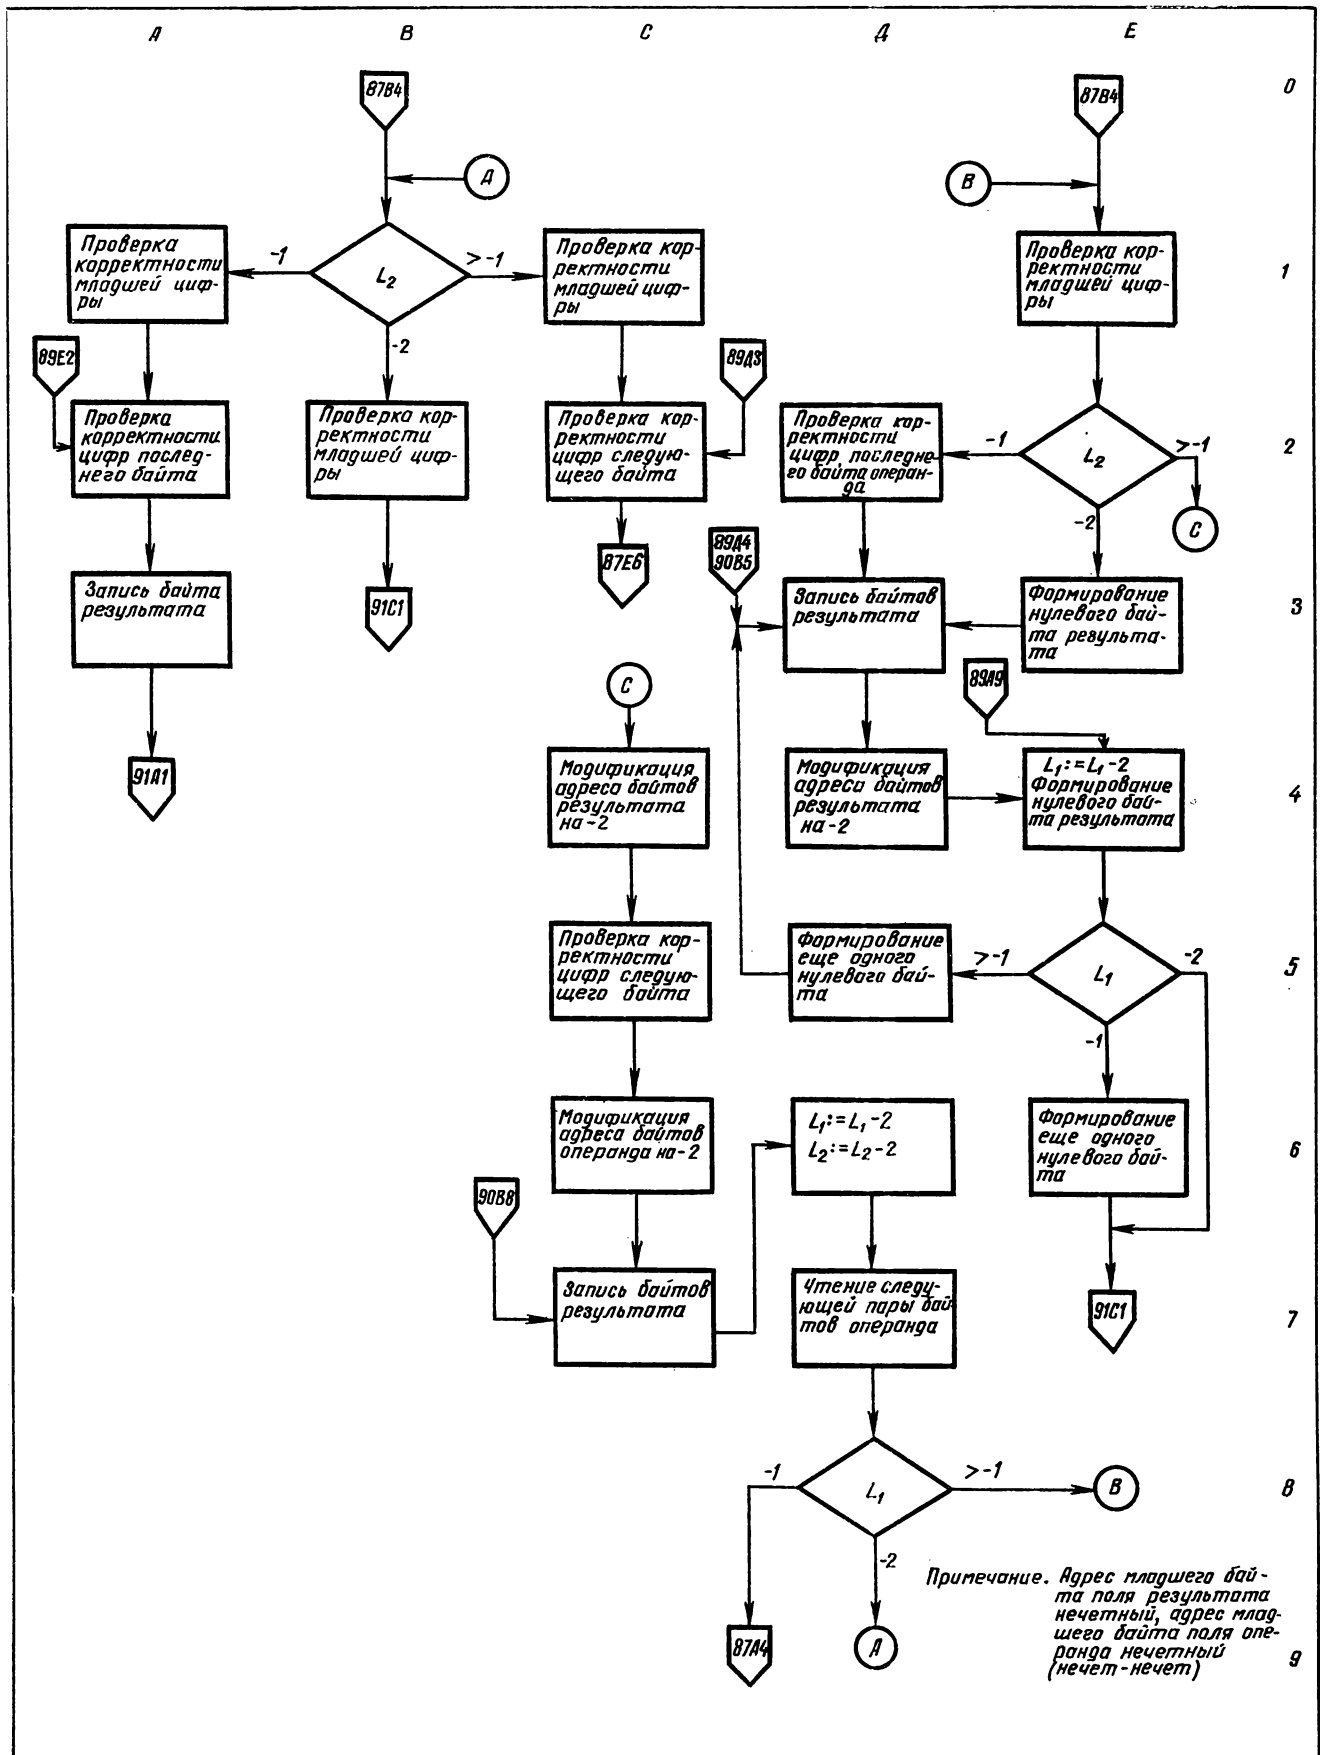 А В С Д Е
87В4
87В4
0
А
В
Проверка
корректности
младшей циф-
ры
-1
L₂
>-1
Проверка кор-
ректности
младшей циф-
ры
Проверка кор-
ректности
младшей циф-
ры
1
-2
89Е2
89Д3
Проверка
корректности
цифр послед-
него байта
Проверка кор-
ректности
младшей циф-
ры
Проверка кор-
ректности
цифр следую-
щего байта
Проверка кор-
ректности
цифр последне-
го байта operан-
да
-1
L₂
>-1
2
-2
С
87Е6
89Д4
90В5
Запись байта
результата
91С1
Запись байтов
результата
Формирование
нулевого бай-
та результа-
та
3
С
89А9
91А1
Модификация
адреса байтов
результата
на -2
Модификация
адреса байтов
результата
на -2
L₁:=L₁-2
Формирование
нулевого бай-
та результата
4
Проверка кор-
ректности
цифр следую-
щего байта
Формирование
еще одного
нулевого бай-
та
>-1
L₁
-2
5
-1
Модификация
адреса байтов
операнда на -2
L₁:=L₁-2
L₂:=L₂-2
Формирование
еще одного
нулевого бай-
та
6
90В8
Запись байтов
результата
Чтение следу-
ющей пары бай-
тов операнда
91С1
7
-1
L₁
>-1
В
8
-2
87А4
А
Примечание. Адрес младшего бай-
та поля результата
нечетный, адрес млад-
шего байта поля опе-
ранда нечетный
(нечет-нечет)
9